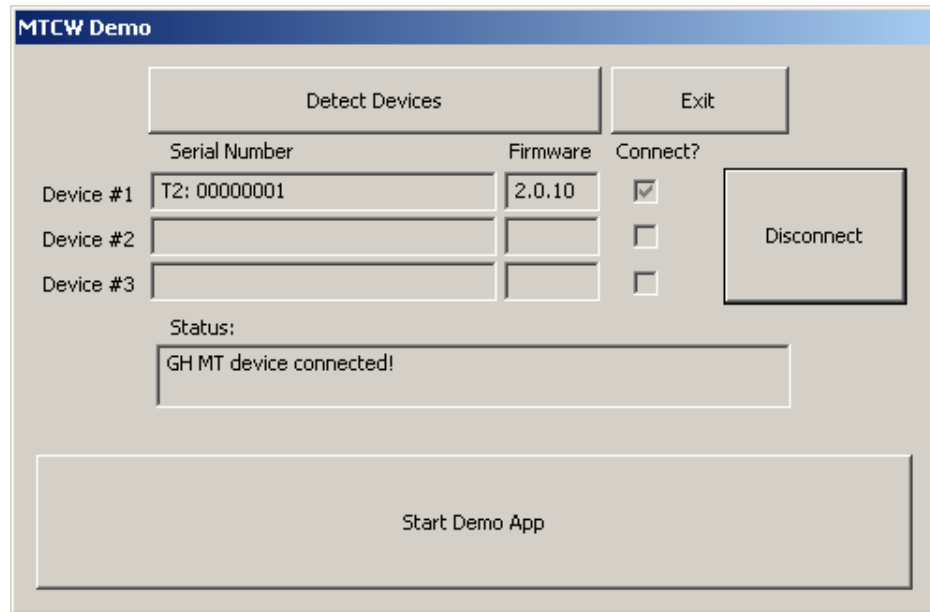 MTCW Demo
Detect Devices Exit
Serial Number Firmware Connect?
Device #1 T2: 00000001 2.0.10
Device #2
Device #3
Disconnect
Status:
GH MT device connected!
Start Demo App